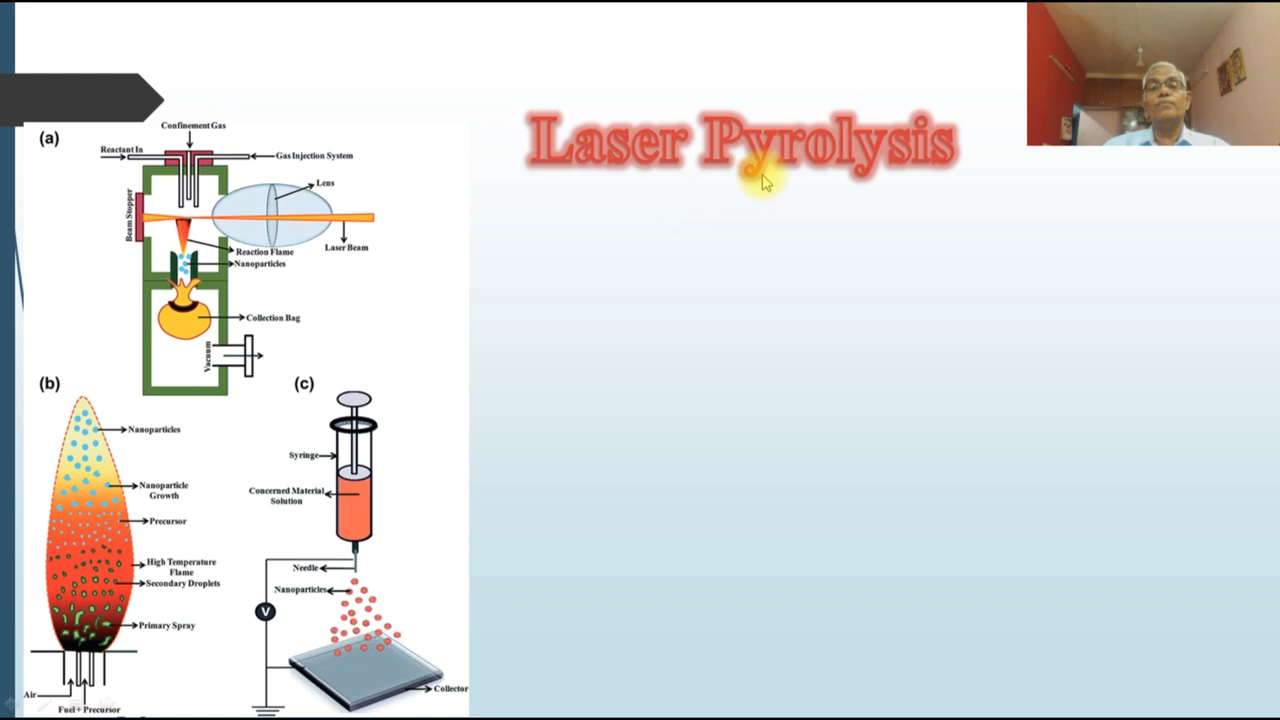 Laser Pyrolysis
(a)
Confinement Gas
Reactant In
Gas Injection System
Lens
Beam Stopper
Laser Beam
Reaction Flame
Nanoparticles
Collection Bag
Vacuum
(b)
Nanoparticles
Nanoparticle
Growth
Precursor
High Temperature
Flame
Secondary Droplets
Primary Spray
Air
Fuel + Precursor
(c)
Syringe
Concerned Material
Solution
Needle
Nanoparticles
V
Collector